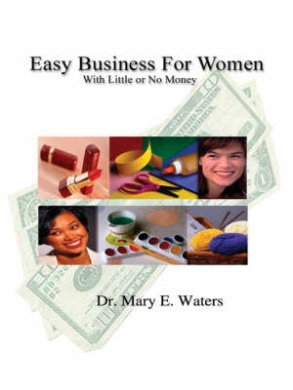 Easy Business For Women
With Little or No Money
Dr. Mary E. Waters